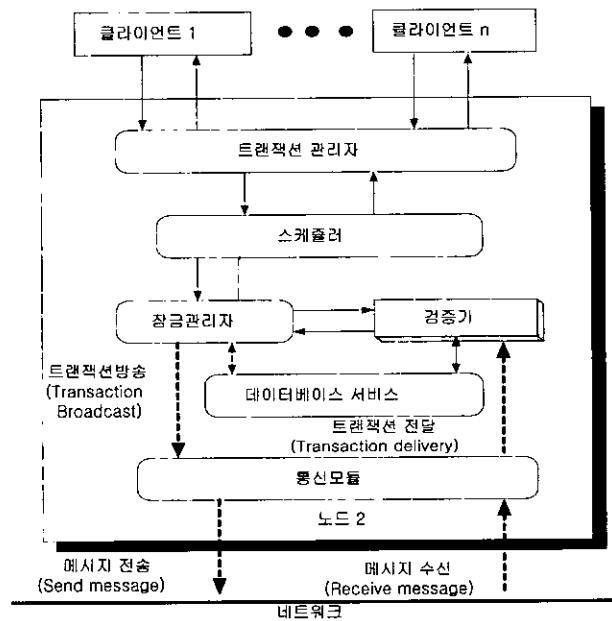 클라이언트 1
클라이언트 n
트랜잭션 관리자
스케쥴러
잠금관리자
검증기
트랜잭션방송
(Transaction
Broadcast)
데이터베이스 서비스
트랜잭션 전달
(Transaction delivery)
통신모듈
노드 2
메시지 전송
(Send message)
메시지 수신
(Receive message)
네트워크